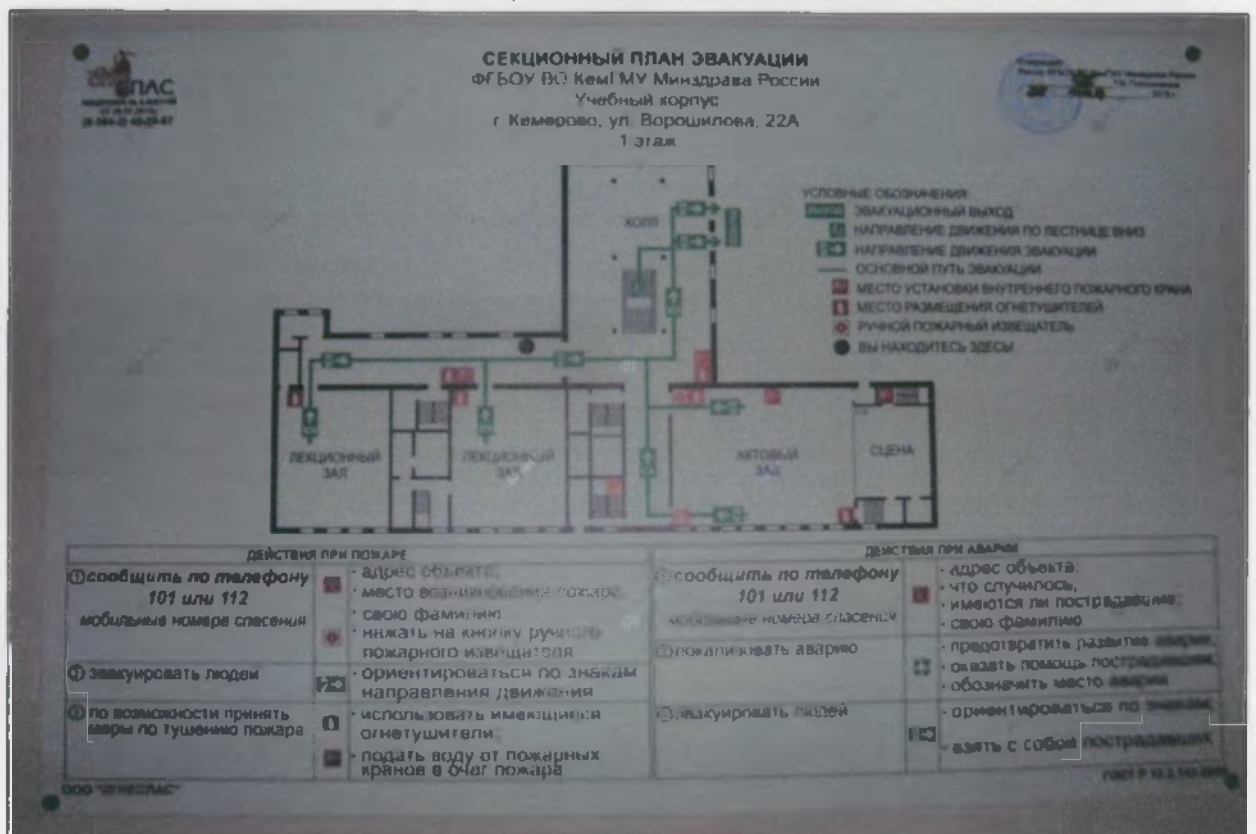 СПАС
СЕКЦИОННЫЙ ПЛАН ЭВАКУАЦИИ
ФГБОУ ВО КемГМУ Минздрава России
Учебный корпус
г. Кемерово, ул. Ворошилова, 22А
1 этаж
УСЛОВНЫЕ ОБОЗНАЧЕНИЯ
ЭВАКУАЦИОННЫЙ ВЫХОД
НАПРАВЛЕНИЕ ДВИЖЕНИЯ ПО ЛЕСТНИЦЕ ВНИЗ
НАПРАВЛЕНИЕ ДВИЖЕНИЯ ЭВАКУАЦИИ
ОСНОВНОЙ ПУТЬ ЭВАКУАЦИИ
МЕСТО УСТАНОВКИ ВНУТРЕННЕГО ПОЖАРНОГО КРАНА
МЕСТО РАЗМЕЩЕНИЯ ОГНЕТУШИТЕЛЕЙ
РУЧНОЙ ПОЖАРНЫЙ ИЗВЕЩАТЕЛЬ
ВЫ НАХОДИТЕСЬ ЗДЕСЬ!
ХОЛЛ
ЛЕКЦИОННЫЙ
ЗАЛ
ЛЕКЦИОННЫЙ
ЗАЛ
АКТОВЫЙ
ЗАЛ
СЦЕНА
ДЕЙСТВИЯ ПРИ ПОЖАРЕ
сообщить по телефону
101 или 112
мобильные номера спасения
· адрес объекта;
· место возникновения пожара
· свою фамилию
· нажать на кнопку ручного
пожарного извещателя
эвакуировать людей
· ориентироваться по знакам
направления движения
по возможности принять
меры по тушению пожара
· использовать имеющиеся
огнетушители;
· подать воду от пожарных
кранов в очаг пожара
ДЕЙСТВИЯ ПРИ АВАРИИ
сообщить по телефону
101 или 112
мобильные номера спасения
· адрес объекта;
· что случилось,
· имеются ли пострадавшие;
· свою фамилию
локализовать аварию
· предотвратить развитие аварии
· оказать помощь пострадавшим
· обозначить место аварии
эвакуировать людей
· ориентироваться по знакам
· взять с собой пострадавших
ООО "ОГНЕСПАС"
ГОСТ Р 12.2.143-2009